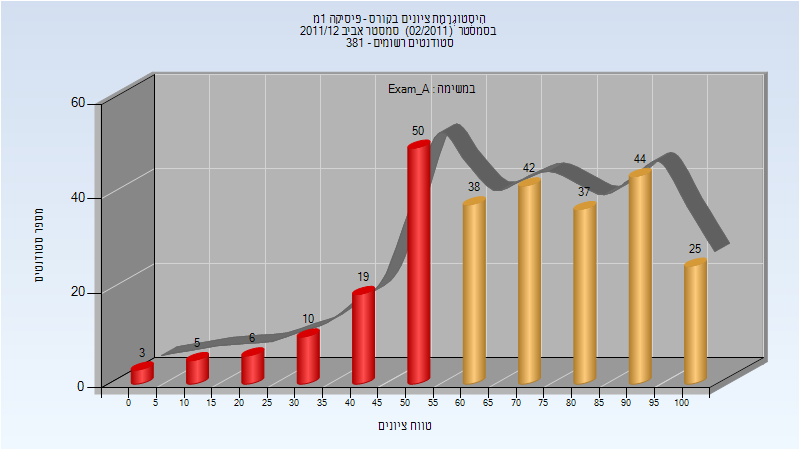 היסטוגרמת ציונים בקורס - פיסיקה 1מ
בסמסטר (02/2011) סמסטר אביב 2011/12
סטודנטים רשומים - 381
במשימה : Exam_A
60
40
20
0
מספר סטודנטים
3
5
6
10
19
50
38
42
37
44
25
0 5 10 15 20 25 30 35 40 45 50 55 60 65 70 75 80 85 90 95 100
טווח ציונים